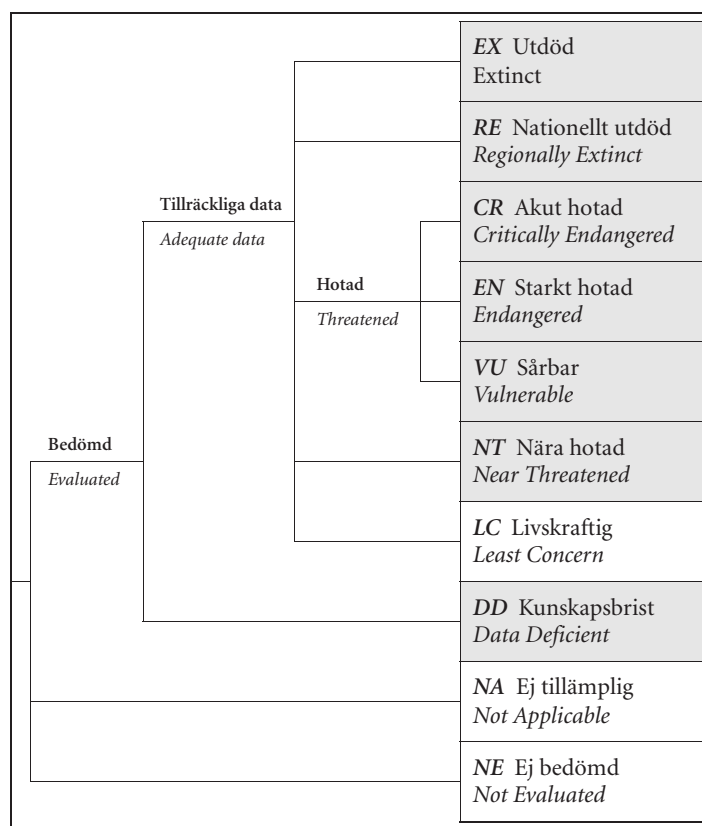 EX Utdöd
Extinct
RE Nationellt utdöd
Regionally Extinct
Tillräckliga data
Adequate data
CR Akut hotad
Critically Endangered
Hotad
Threatened
EN Starkt hotad
Endangered
VU Sårbar
Vulnerable
Bedömd
Evaluated
NT Nära hotad
Near Threatened
LC Livskraftig
Least Concern
DD Kunskapsbrist
Data Deficient
NA Ej tillämplig
Not Applicable
NE Ej bedömd
Not Evaluated